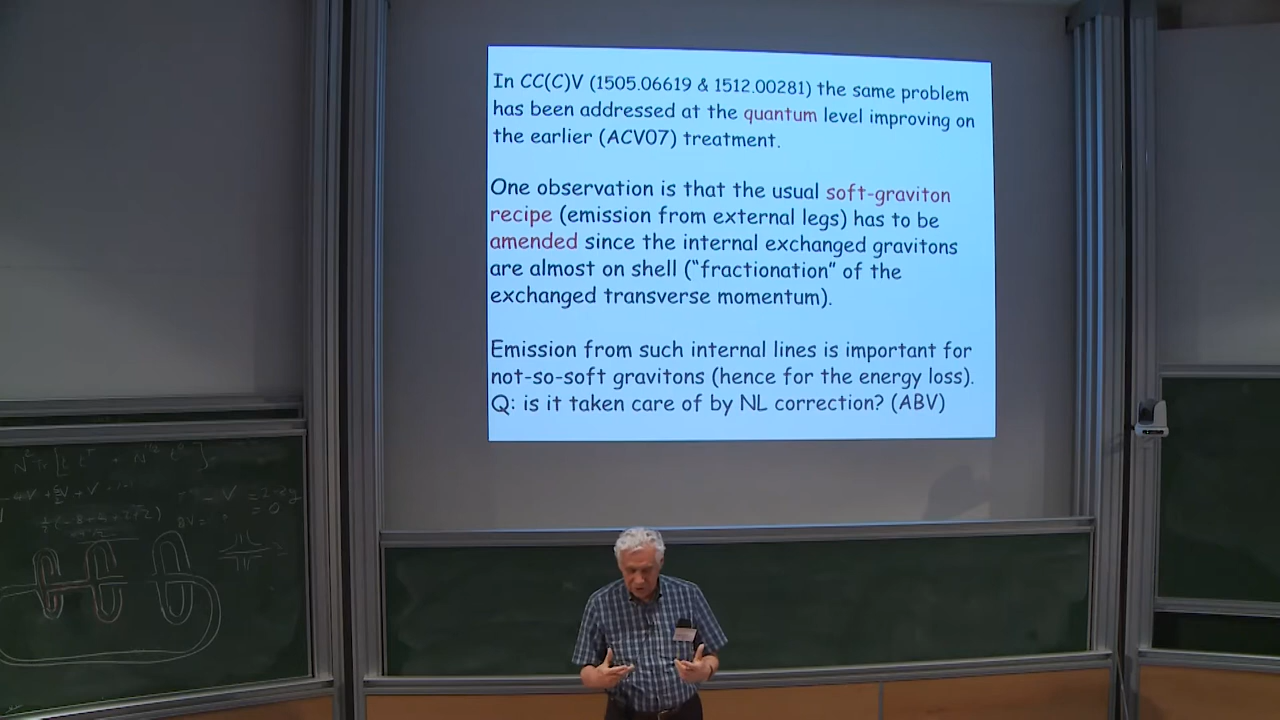 In CC(C)V (1505.06619 & 1512.00281) the same problem
has been addressed at the quantum level improving on
the earlier (ACV07) treatment.
One observation is that the usual soft-graviton
recipe (emission from external legs) has to be
amended since the internal exchanged gravitons
are almost on shell ("fractionation" of the
exchanged transverse momentum).
Emission from such internal lines is important for
not-so-soft gravitons (hence for the energy loss).
Q: is it taken care of by NL correction? (ABV)